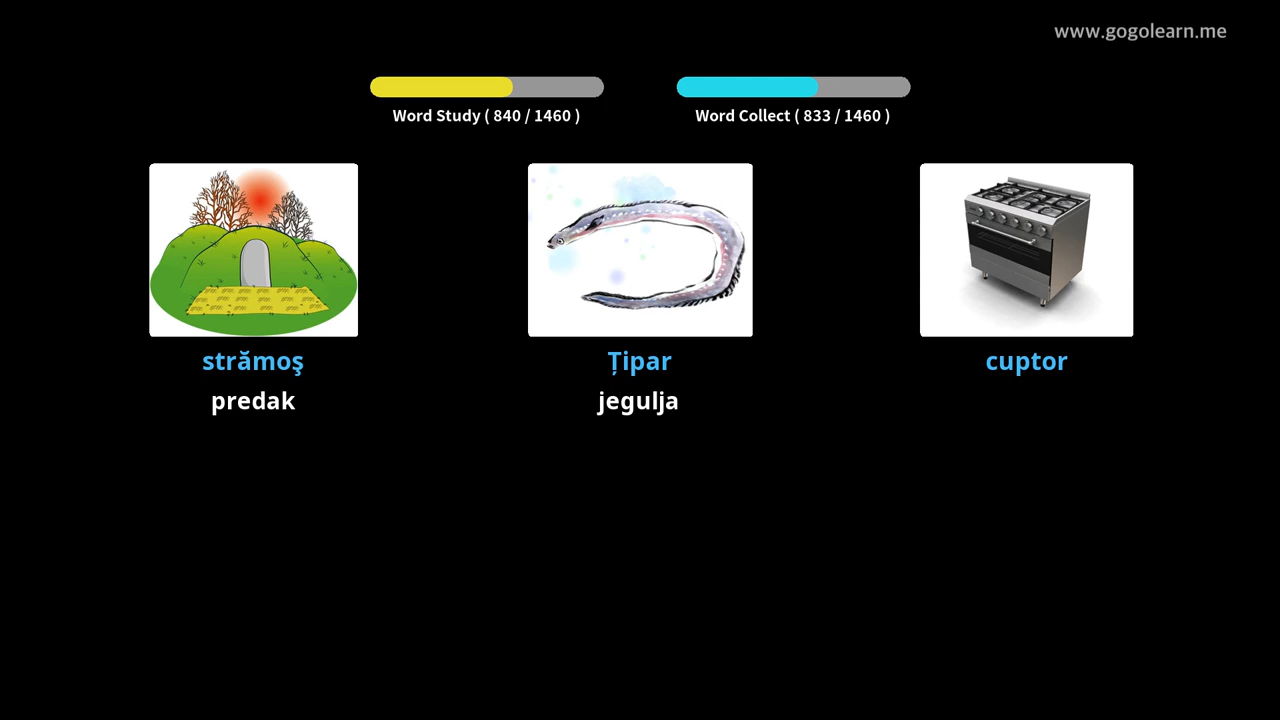 www.gogolearn.me
Word Study ( 840 / 1460 )
Word Collect ( 833 / 1460 )
strămoş
Țipar
cuptor
predak
jegulja